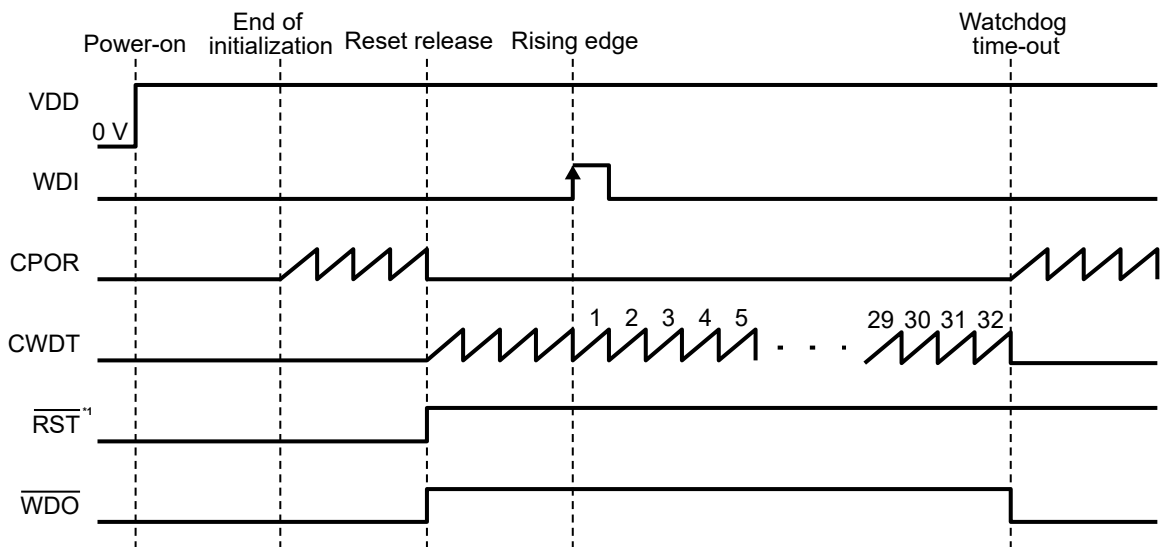 Power-on
End of
initialization
Reset release
Rising edge
Watchdog
time-out
VDD
0 V
WDI
CPOR
CWDT
1 2 3 4 5 . . . . 29 30 31 32
RST*1
WDO